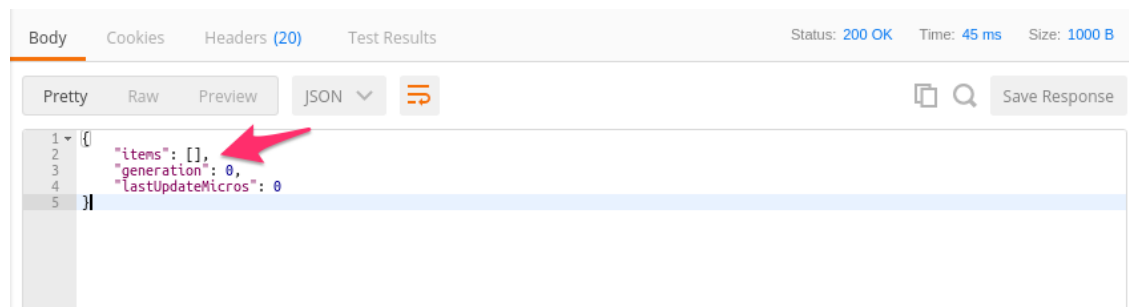 Body Cookies Headers (20) Test Results Status: 200 OK Time: 45 ms Size: 1000 B
Pretty Raw Preview JSON Save Response
1 {
2 "items": [],
3 "generation": 0,
4 "lastUpdateMicros": 0
5 }